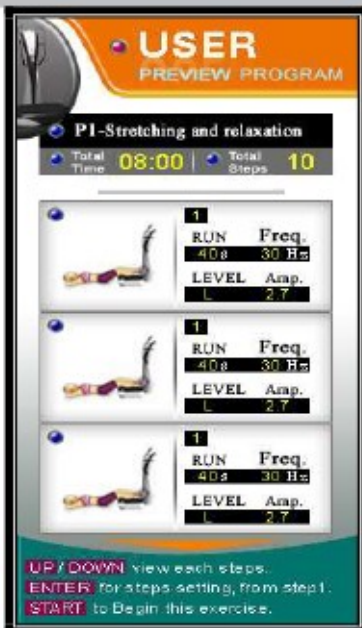 USER
PREVIEW PROGRAM
P1-Stretching and relaxation
Total Time 08:00 | Total Steps 10
1
RUN Freq.
40s 30 Hz
LEVEL Amp.
L 2.7
1
RUN Freq.
40s 30 Hz
LEVEL Amp.
L 2.7
1
RUN Freq.
40s 30 Hz
LEVEL Amp.
L 2.7
UP / DOWN view each steps.
ENTER for steps setting, from step1.
START to Begin this exercise.